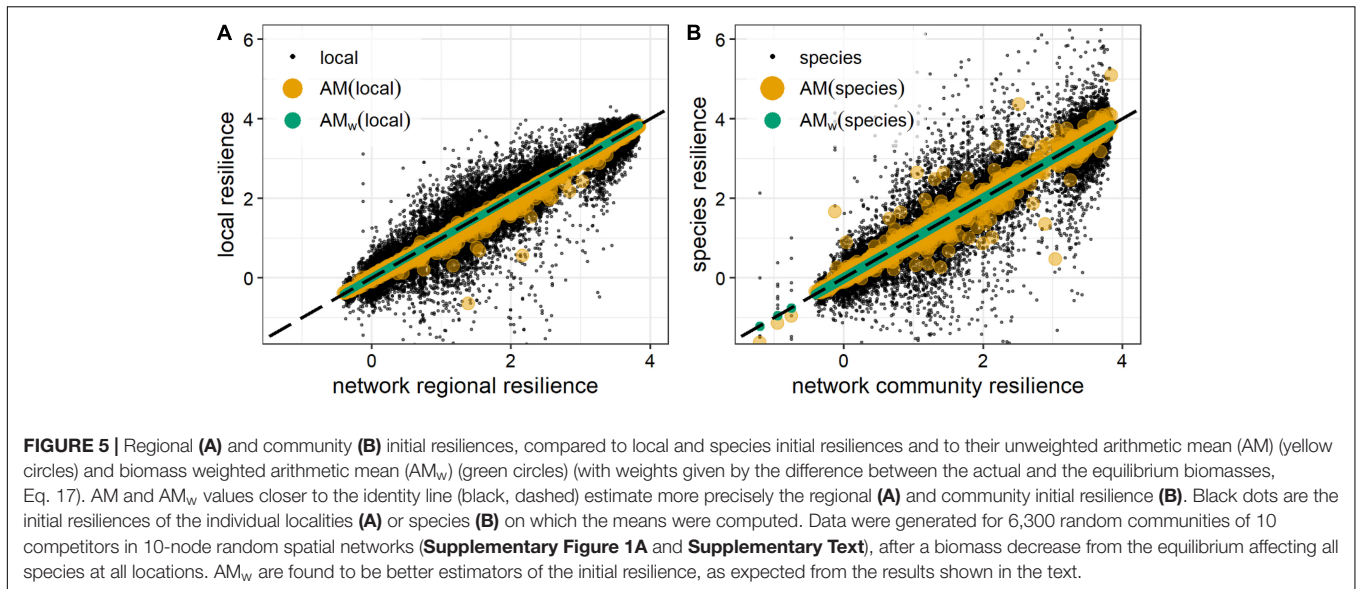 A
B
6
4
2
0
local
AM(local)
AMw(local)
local resilience
0
2
4
network regional resilience
6
4
2
0
species
AM(species)
AMw(species)
species resilience
0
2
4
network community resilience
FIGURE 5 | Regional (A) and community (B) initial resiliences, compared to local and species initial resiliences and to their unweighted arithmetic mean (AM) (yellow
circles) and biomass weighted arithmetic mean (AMw) (green circles) (with weights given by the difference between the actual and the equilibrium biomasses,
Eq. 17). AM and AMw values closer to the identity line (black, dashed) estimate more precisely the regional (A) and community initial resilience (B). Black dots are the
initial resiliences of the individual localities (A) or species (B) on which the means were computed. Data were generated for 6,300 random communities of 10
competitors in 10-node random spatial networks (Supplementary Figure 1A and Supplementary Text), after a biomass decrease from the equilibrium affecting all
species at all locations. AMw are found to be better estimators of the initial resilience, as expected from the results shown in the text.